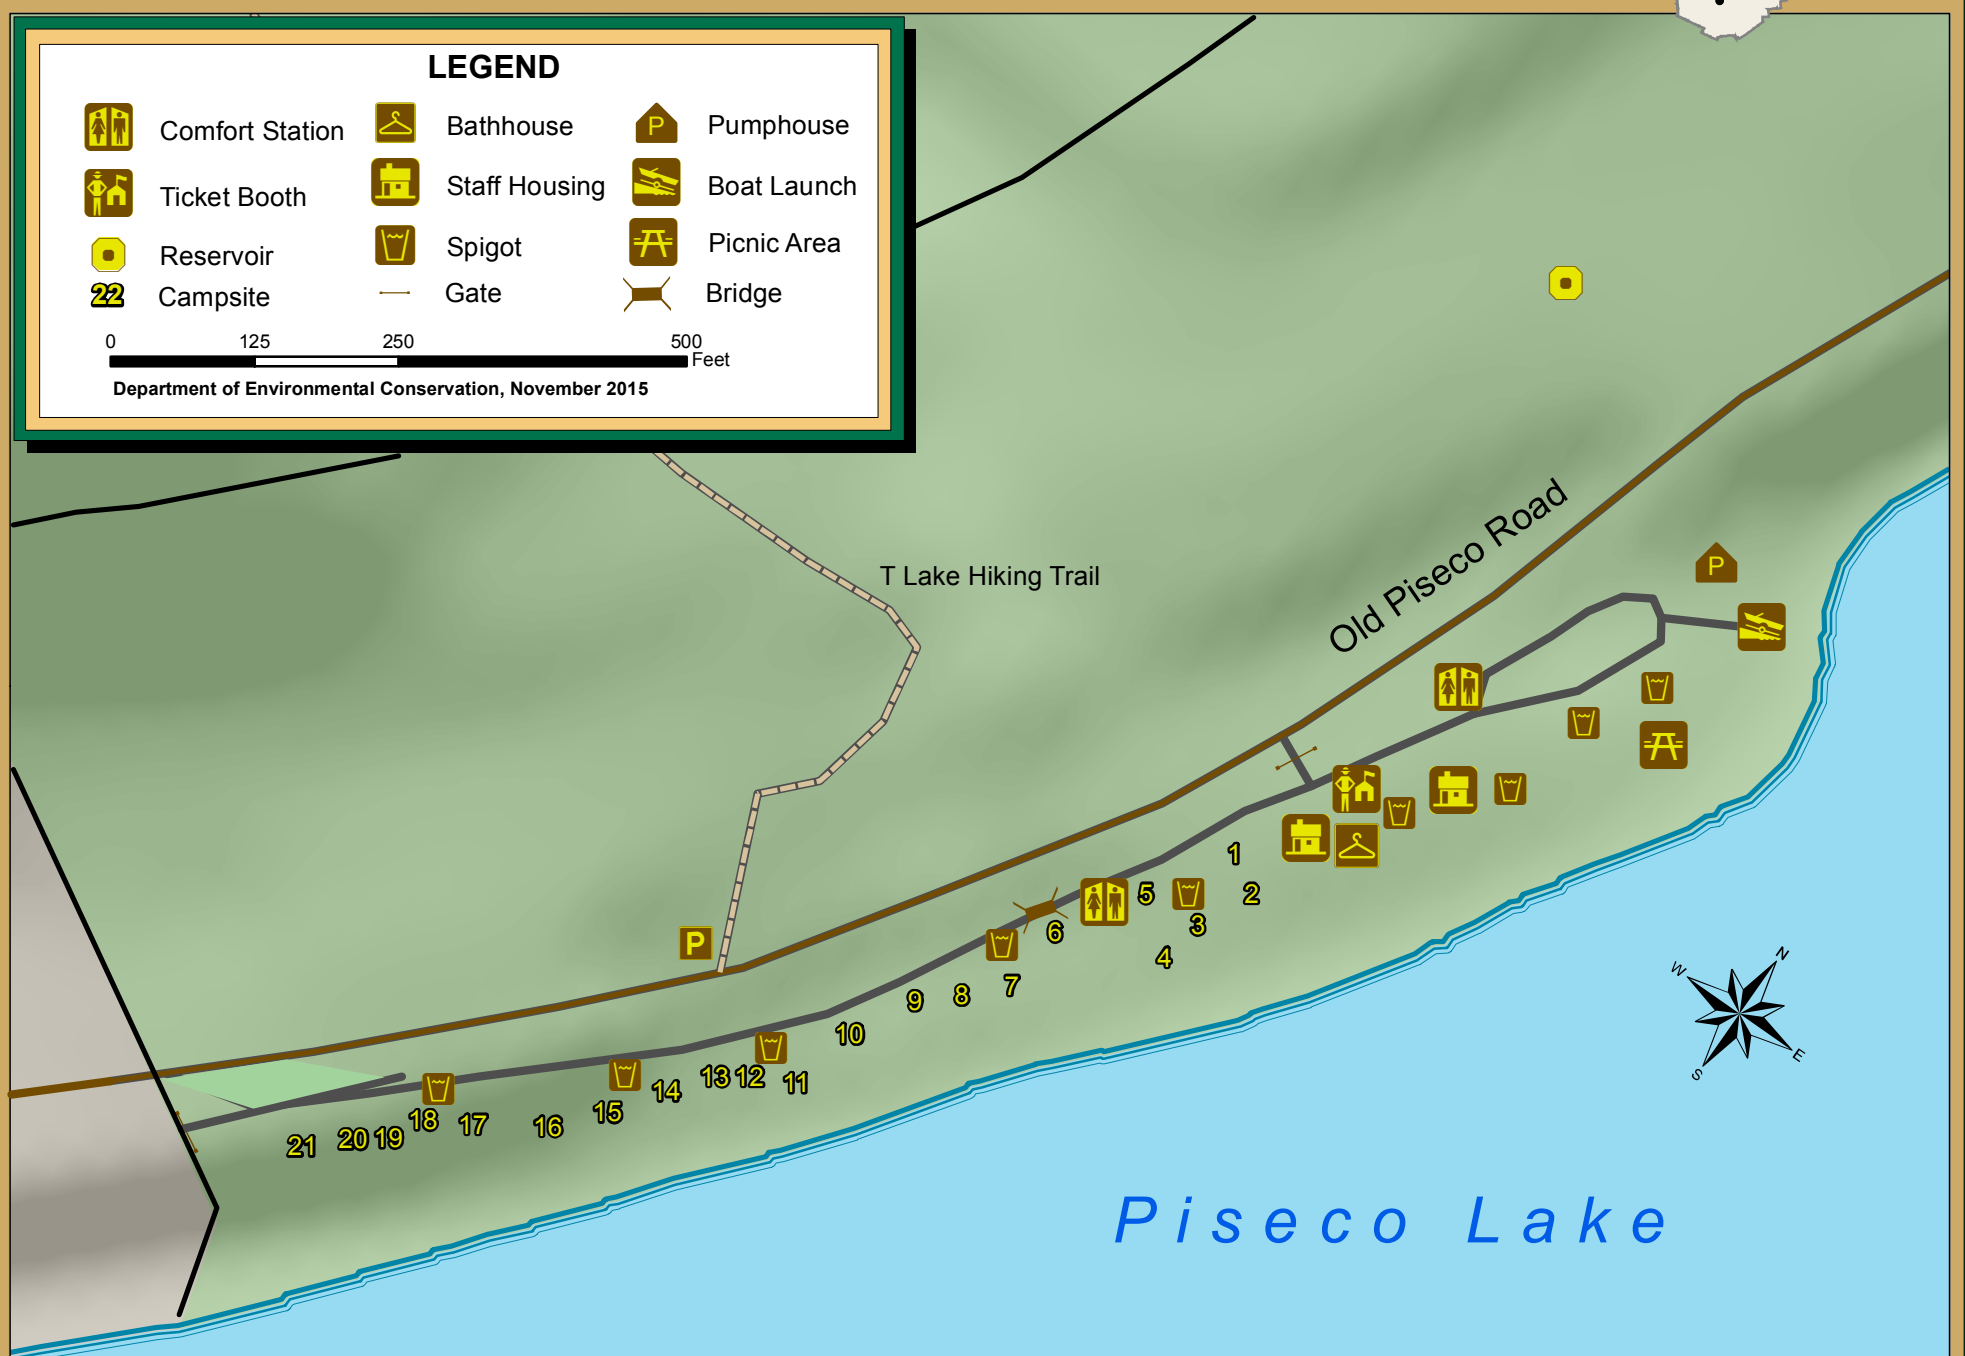 LEGEND
Comfort Station
Bathhouse
P Pumphouse
Ticket Booth
Staff Housing
Boat Launch
Reservoir
Spigot
Picnic Area
22 Campsite
Gate
Bridge
0 125 250 500
Feet
Department of Environmental Conservation, November 2015
T Lake Hiking Trail
Old Piseco Road
P
P
1
2
3
4
5
6
7
8
9
10
11
12
13
14
15
16
17
18
19
20
21
N
W
E
S
Piseco Lake